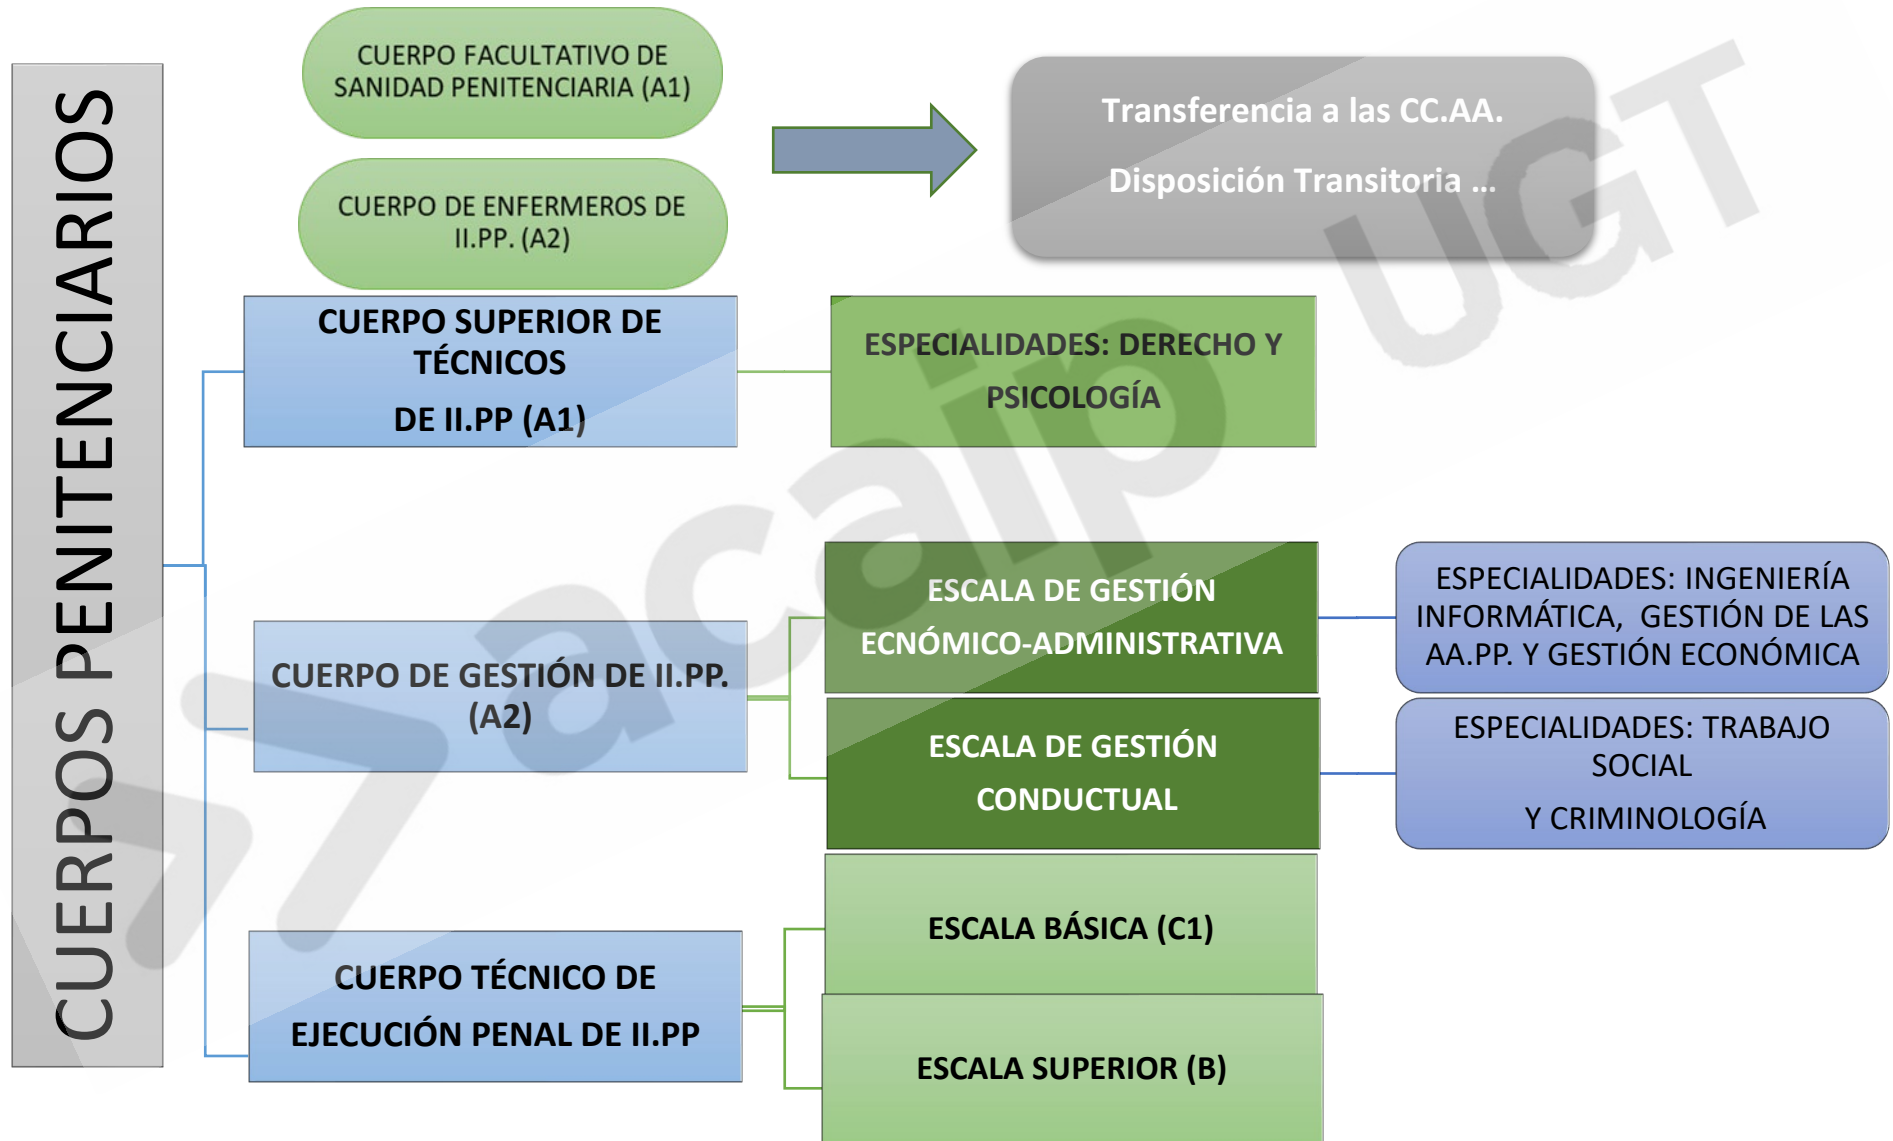 CUERPOS PENITENCIARIOS
CUERPO FACULTATIVO DE
SANIDAD PENITENCIARIA (A1)
CUERPO DE ENFERMEROS DE
II.PP. (A2)
Transferencia a las CC.AA.
Disposición Transitoria ...
CUERPO SUPERIOR DE
TÉCNICOS
DE II.PP (A1)
ESPECIALIDADES: DERECHO Y
PSICOLOGÍA
CUERPO DE GESTIÓN DE II.PP.
(A2)
ESCALA DE GESTIÓN
ECNÓMICO-ADMINISTRATIVA
ESPECIALIDADES: INGENIERÍA
INFORMÁTICA, GESTIÓN DE LAS
AA.PP. Y GESTIÓN ECONÓMICA
ESCALA DE GESTIÓN
CONDUCTUAL
ESPECIALIDADES: TRABAJO
SOCIAL
Y CRIMINOLOGÍA
CUERPO TÉCNICO DE
EJECUCIÓN PENAL DE II.PP
ESCALA BÁSICA (C1)
ESCALA SUPERIOR (B)
acaip UGT